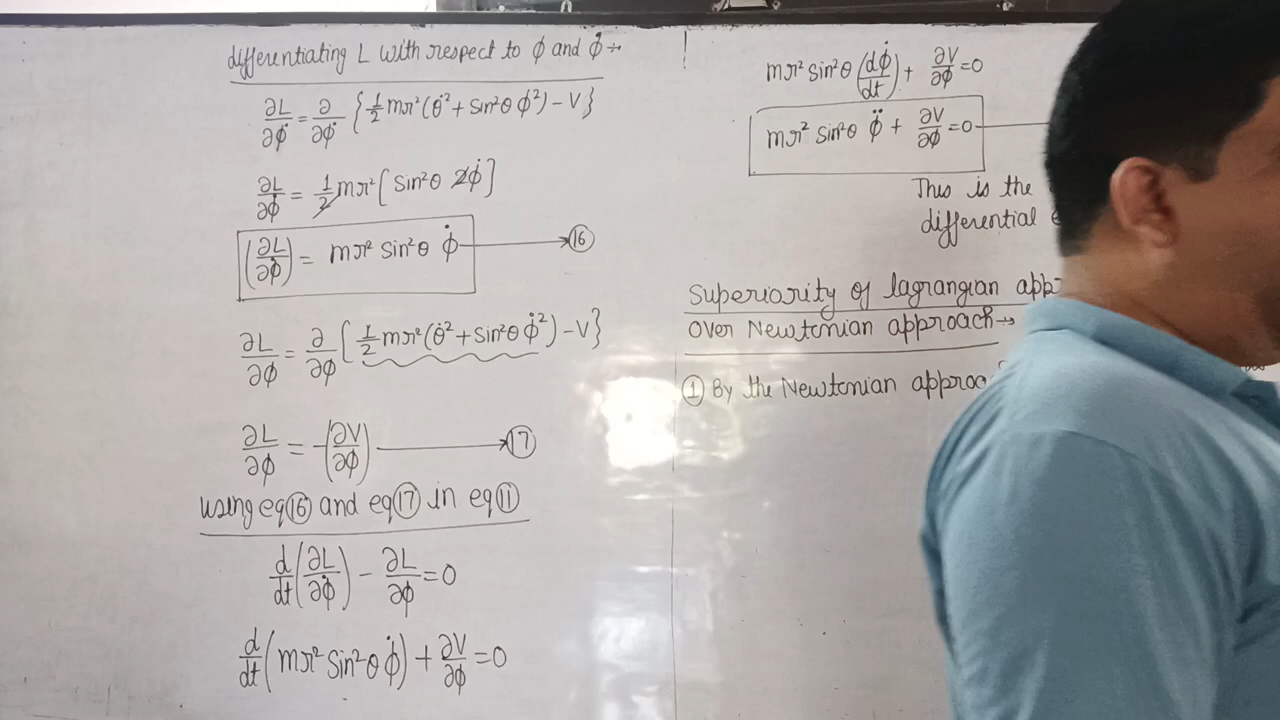 differentiating L with respect to ϕ and ϕ̇ →
∂L/∂ϕ̇ = ∂/∂ϕ̇ {1/2 mr²(θ̇² + Sin²θ ϕ̇²) - V}
∂L/∂ϕ̇ = 1/2 mr² [Sin²θ 2ϕ̇]
(∂L/∂ϕ̇) = mr² Sin²θ ϕ̇ → ⑯
∂L/∂ϕ = ∂/∂ϕ [1/2 mr²(θ̇² + Sin²θ ϕ̇²) - V}
∂L/∂ϕ = -(∂V/∂ϕ) → ⑰
using eq ⑯ and eq ⑰ in eq ⑪
d/dt (∂L/∂ϕ̇) - ∂L/∂ϕ = 0
d/dt (mr² Sin²θ ϕ̇) + ∂V/∂ϕ = 0
mr² Sin²θ (dϕ̇/dt) + ∂V/∂ϕ = 0
mr² Sin²θ ϕ̈ + ∂V/∂ϕ = 0
This is the
differential
Superiarity of lagrangian app
Over Newtonian approach →
① By the Newtonian approac